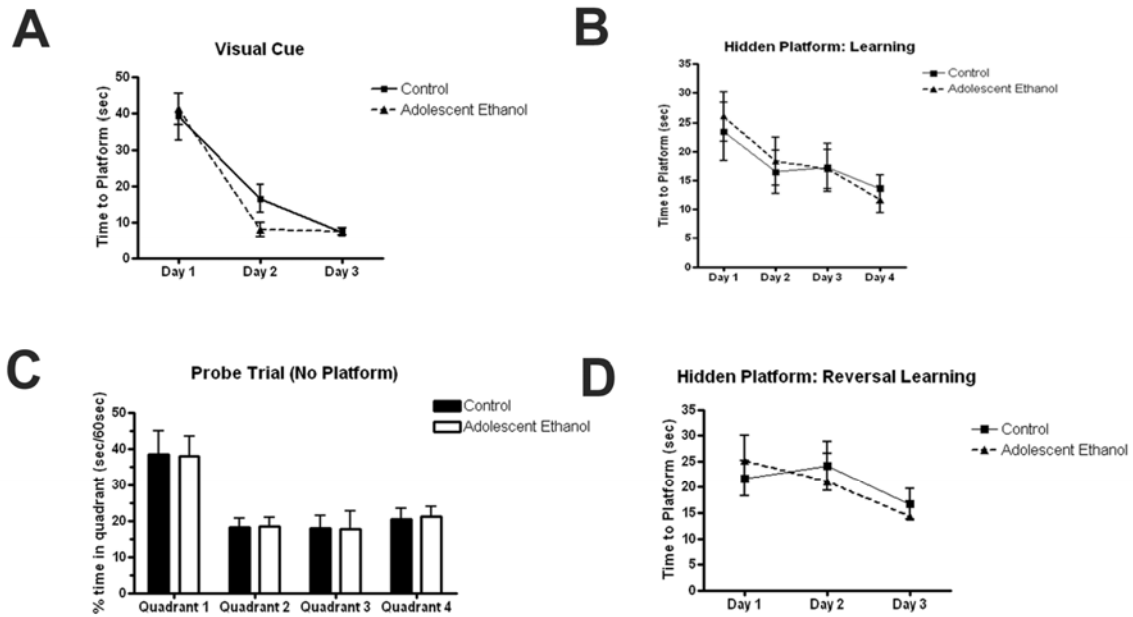 A
Visual Cue
Control
Adolescent Ethanol
Time to Platform (sec)
50
40
30
20
10
0
Day 1 Day 2 Day 3
B
Hidden Platform: Learning
Control
Adolescent Ethanol
Time to Platform (sec)
35
30
25
20
15
10
5
0
Day 1 Day 2 Day 3 Day 4
C
Probe Trial (No Platform)
Control
Adolescent Ethanol
% time in quadrant (sec/60sec)
50
40
30
20
10
0
Quadrant 1 Quadrant 2 Quadrant 3 Quadrant 4
D
Hidden Platform: Reversal Learning
Control
Adolescent Ethanol
Time to Platform (sec)
35
30
25
20
15
10
5
0
Day 1 Day 2 Day 3